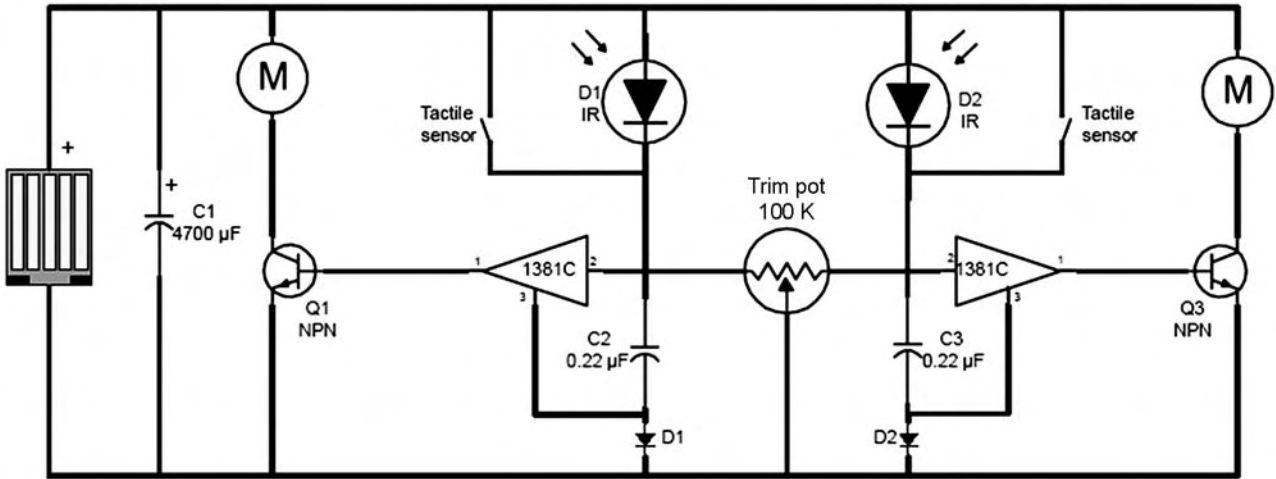 +
+
C1
4700 µF
M
Q1
NPN
Tactile
sensor
D1
IR
1
1381C
2
3
C2
0.22 µF
D1
Trim pot
100 K
D2
IR
Tactile
sensor
M
2
1381C
1
3
C3
0.22 µF
D2
Q3
NPN